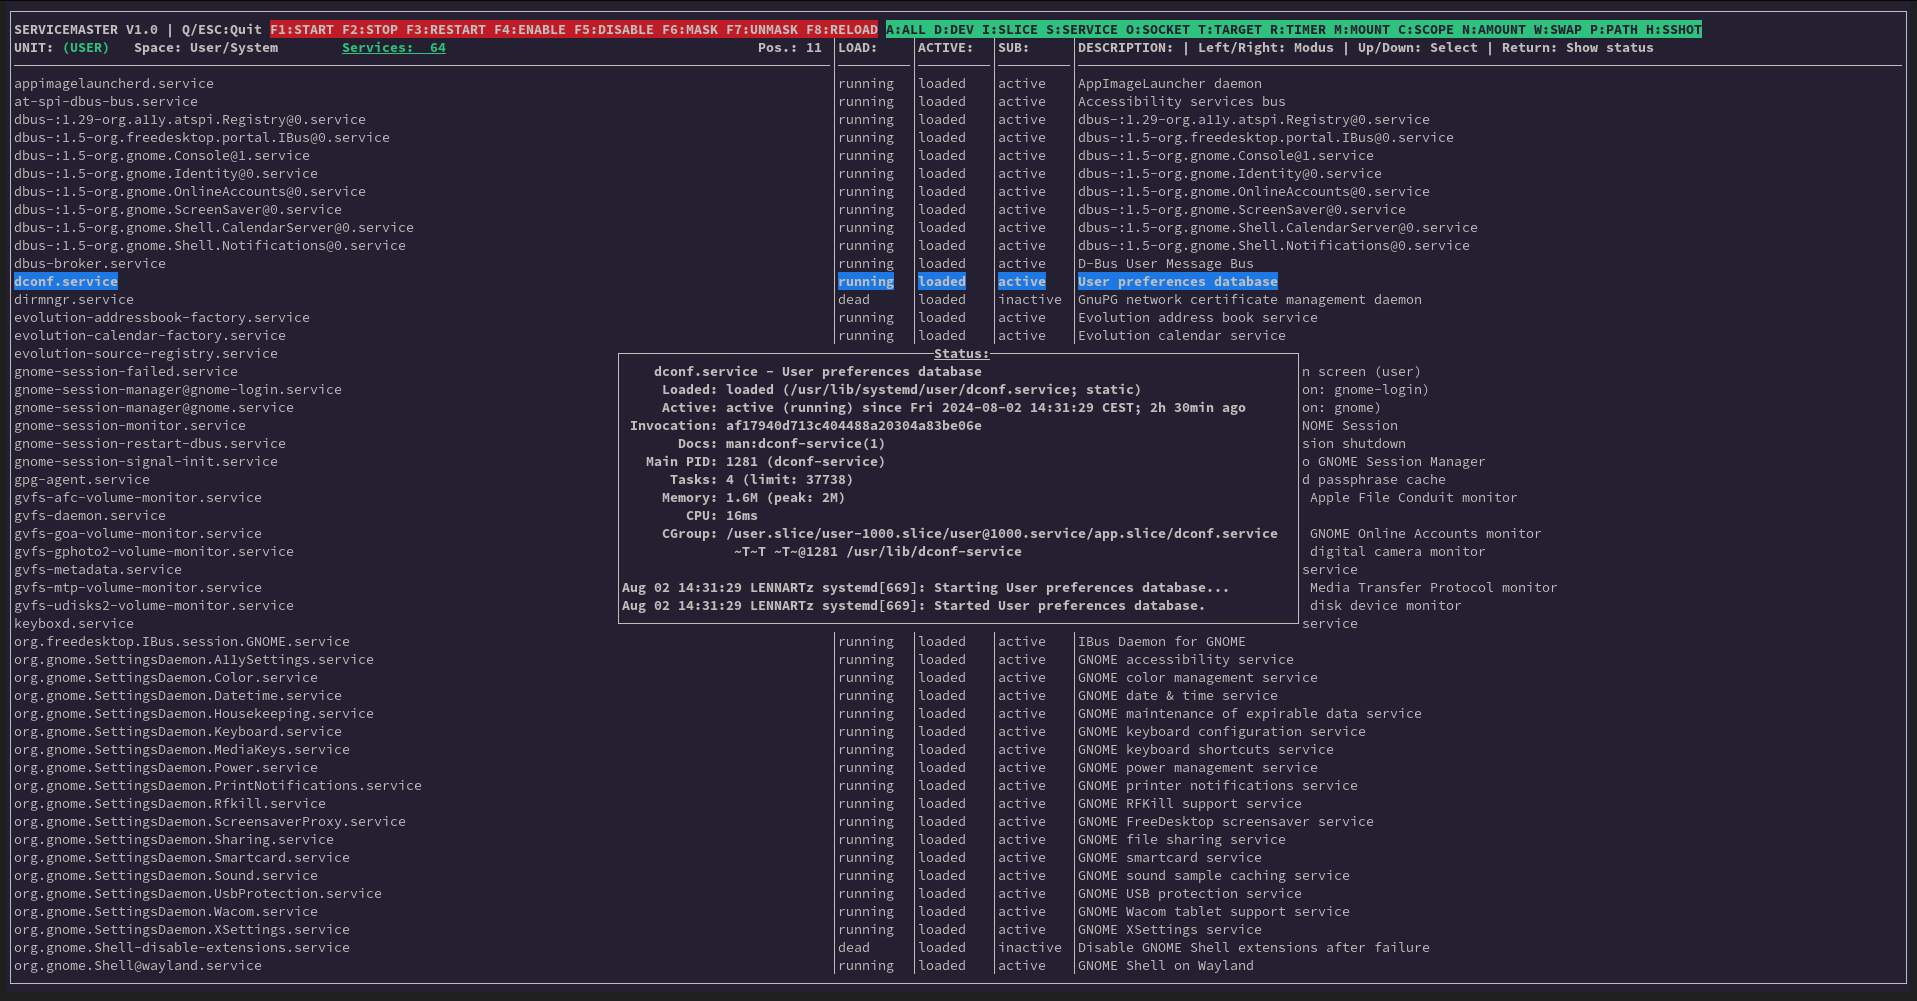 SERVICEMASTER V1.0 | Q/ESC:Quit F1:START F2:STOP F3:RESTART F4:ENABLE F5:DISABLE F6:MASK F7:UNMASK F8:RELOAD A:ALL D:DEV I:SLICE S:SERVICE O:SOCKET T:TARGET R:TIMER M:MOUNT C:SCOPE N:AMOUNT W:SWAP P:PATH H:SSHOT
UNIT: (USER) Space: User/System Services: 64 Pos.: 11 LOAD: ACTIVE: SUB: DESCRIPTION: | Left/Right: Modus | Up/Down: Select | Return: Show status
appimagelauncherd.service running loaded active AppImageLauncher daemon
at-spi-dbus-bus.service running loaded active Accessibility services bus
dbus-:1.29-org.a11y.atspi.Registry@0.service running loaded active dbus-:1.29-org.a11y.atspi.Registry@0.service
dbus-:1.5-org.freedesktop.portal.IBus@0.service running loaded active dbus-:1.5-org.freedesktop.portal.IBus@0.service
dbus-:1.5-org.gnome.Console@1.service running loaded active dbus-:1.5-org.gnome.Console@1.service
dbus-:1.5-org.gnome.Identity@0.service running loaded active dbus-:1.5-org.gnome.Identity@0.service
dbus-:1.5-org.gnome.OnlineAccounts@0.service running loaded active dbus-:1.5-org.gnome.OnlineAccounts@0.service
dbus-:1.5-org.gnome.ScreenSaver@0.service running loaded active dbus-:1.5-org.gnome.ScreenSaver@0.service
dbus-:1.5-org.gnome.Shell.CalendarServer@0.service running loaded active dbus-:1.5-org.gnome.Shell.CalendarServer@0.service
dbus-:1.5-org.gnome.Shell.Notifications@0.service running loaded active dbus-:1.5-org.gnome.Shell.Notifications@0.service
dbus-broker.service running loaded active D-Bus User Message Bus
dconf.service running loaded active User preferences database
dirmngr.service dead loaded inactive GnuPG network certificate management daemon
evolution-addressbook-factory.service running loaded active Evolution address book service
evolution-calendar-factory.service running loaded active Evolution calendar service
evolution-source-registry.service Status:
gnome-session-failed.service dconf.service - User preferences database n screen (user)
gnome-session-manager@gnome-login.service Loaded: loaded (/usr/lib/systemd/user/dconf.service; static) on: gnome-login)
gnome-session-manager@gnome.service Active: active (running) since Fri 2024-08-02 14:31:29 CEST; 2h 30min ago on: gnome)
gnome-session-monitor.service Invocation: af17940d713c404488a20304a83be06e NOME Session
gnome-session-restart-dbus.service Docs: man:dconf-service(1) sion shutdown
gnome-session-signal-init.service Main PID: 1281 (dconf-service) o GNOME Session Manager
gpg-agent.service Tasks: 4 (limit: 37738) d passphrase cache
gvfs-afc-volume-monitor.service Memory: 1.6M (peak: 2M) Apple File Conduit monitor
gvfs-daemon.service CPU: 16ms
gvfs-goa-volume-monitor.service CGroup: /user.slice/user-1000.slice/user@1000.service/app.slice/dconf.service GNOME Online Accounts monitor
gvfs-gphoto2-volume-monitor.service ~T~T ~T~@1281 /usr/lib/dconf-service digital camera monitor
gvfs-metadata.service service
gvfs-mtp-volume-monitor.service Aug 02 14:31:29 LENNARTz systemd[669]: Starting User preferences database... Media Transfer Protocol monitor
gvfs-udisks2-volume-monitor.service Aug 02 14:31:29 LENNARTz systemd[669]: Started User preferences database. disk device monitor
keyboxd.service service
org.freedesktop.IBus.session.GNOME.service running loaded active IBus Daemon for GNOME
org.gnome.SettingsDaemon.A11ySettings.service running loaded active GNOME accessibility service
org.gnome.SettingsDaemon.Color.service running loaded active GNOME color management service
org.gnome.SettingsDaemon.Datetime.service running loaded active GNOME date & time service
org.gnome.SettingsDaemon.Housekeeping.service running loaded active GNOME maintenance of expirable data service
org.gnome.SettingsDaemon.Keyboard.service running loaded active GNOME keyboard configuration service
org.gnome.SettingsDaemon.MediaKeys.service running loaded active GNOME keyboard shortcuts service
org.gnome.SettingsDaemon.Power.service running loaded active GNOME power management service
org.gnome.SettingsDaemon.PrintNotifications.service running loaded active GNOME printer notifications service
org.gnome.SettingsDaemon.Rfkill.service running loaded active GNOME RFKill support service
org.gnome.SettingsDaemon.ScreensaverProxy.service running loaded active GNOME FreeDesktop screensaver service
org.gnome.SettingsDaemon.Sharing.service running loaded active GNOME file sharing service
org.gnome.SettingsDaemon.Smartcard.service running loaded active GNOME smartcard service
org.gnome.SettingsDaemon.Sound.service running loaded active GNOME sound sample caching service
org.gnome.SettingsDaemon.UsbProtection.service running loaded active GNOME USB protection service
org.gnome.SettingsDaemon.Wacom.service running loaded active GNOME Wacom tablet support service
org.gnome.SettingsDaemon.XSettings.service running loaded active GNOME XSettings service
org.gnome.Shell-disable-extensions.service dead loaded inactive Disable GNOME Shell extensions after failure
org.gnome.Shell@wayland.service running loaded active GNOME Shell on Wayland